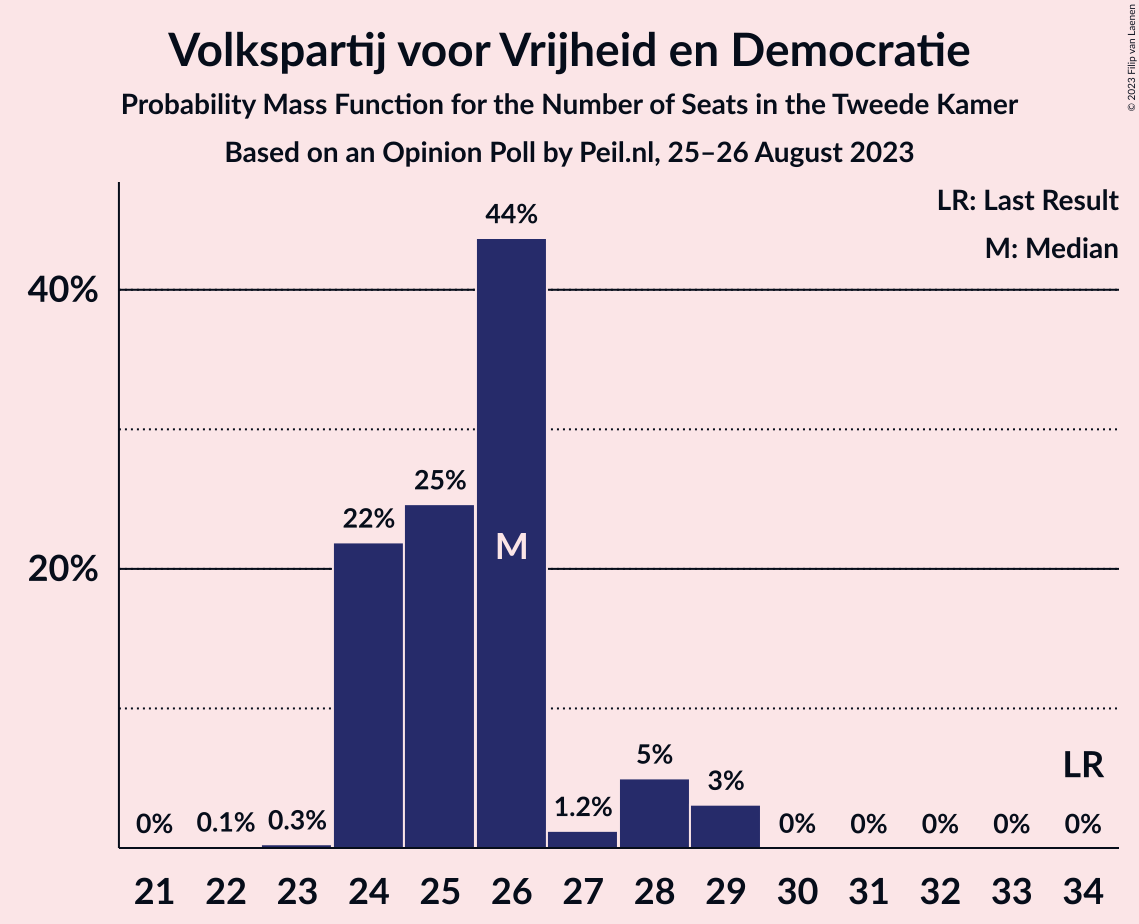 Volkspartij voor Vrijheid en Democratie
Probability Mass Function for the Number of Seats in the Tweede Kamer
Based on an Opinion Poll by Peil.nl, 25–26 August 2023
© 2023 Filip van Laenen
LR: Last Result
M: Median
40%
20%
0%
0.1%
0.3%
22%
25%
44%
M
1.2%
5%
3%
0%
0%
0%
0%
LR
0%
21 22 23 24 25 26 27 28 29 30 31 32 33 34